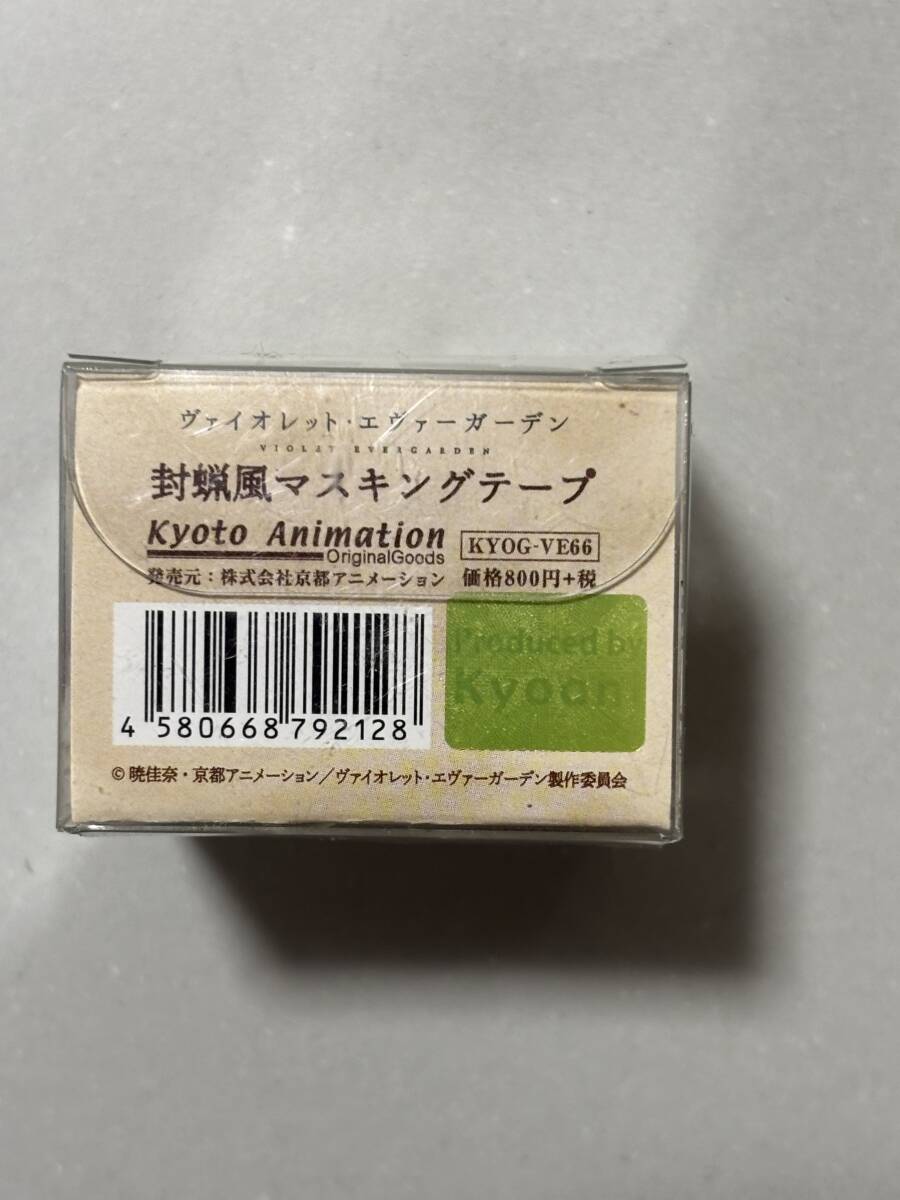 ヴァイオレット・エヴァーガーデン
VIOLET EVERGARDEN
封蝋風マスキングテープ
Kyoto Animation
OriginalGoods
KYOG-VE66
発売元：株式会社京都アニメーション 価格800円+税
Produced by
Kyoani
4 580668 792128
© 暁佳奈・京都アニメーション／ヴァイオレット・エヴァーガーデン製作委員会